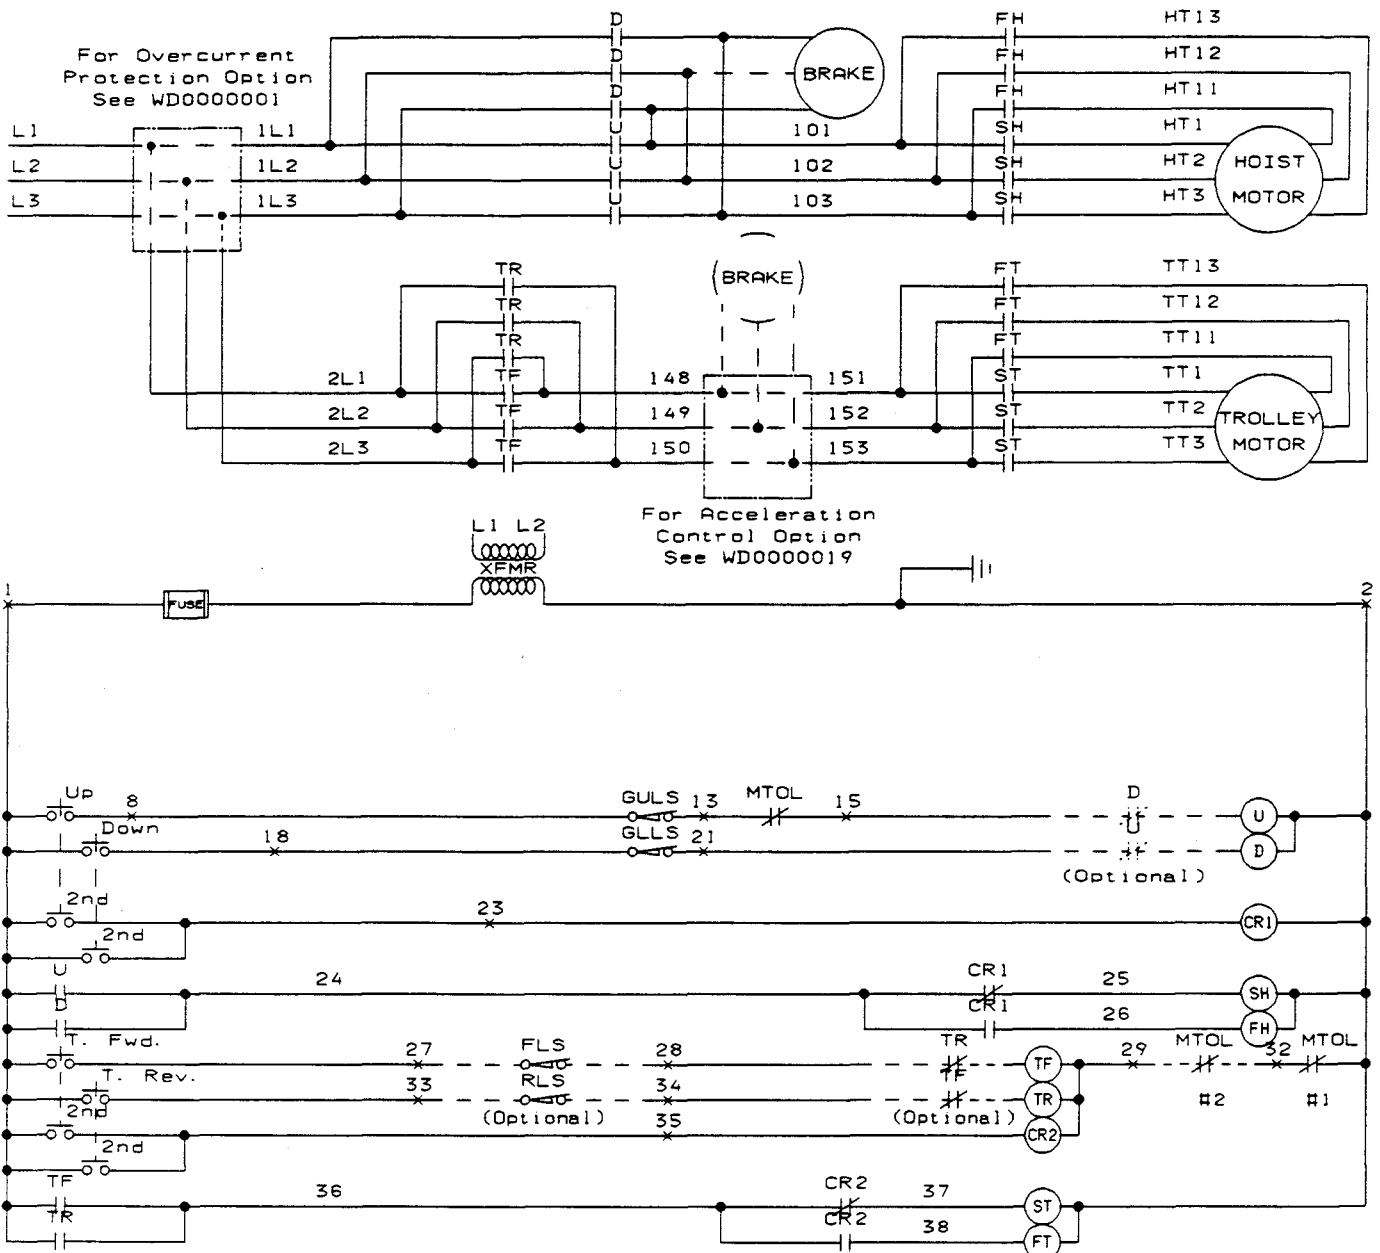 D FH HT13
For Overcurrent D FH HT12
Protection Option BRAKE
See WD0000001 D FH HT11
L1 1L1 U 101 SH HT1
L2 1L2 U 102 SH HT2 HOIST
L3 1L3 U 103 SH HT3 MOTOR
TR (BRAKE) FT TT13
TR FT TT12
TR FT TT11
2L1 TF 148 151 ST TT1
2L2 TF 149 152 ST TT2 TROLLEY
2L3 TF 150 153 ST TT3 MOTOR
For Acceleration
Control Option
See WD0000019
L1 L2
XFMR
1 FUSE 2
Up 8 GULS 13 MTOL 15 D U
Down 18 GLLS 21 U D
(Optional)
2nd 23 CR1
2nd
U 24 CR1 25 SH
D CR1 26 FH
T. Fwd. 27 FLS 28 TR TF 29 MTOL 32 MTOL
T. Rev. 33 RLS 34 TF TR #2 #1
(Optional) (Optional)
2nd 35 CR2
2nd
TF 36 CR2 37 ST
TR CR2 38 FT